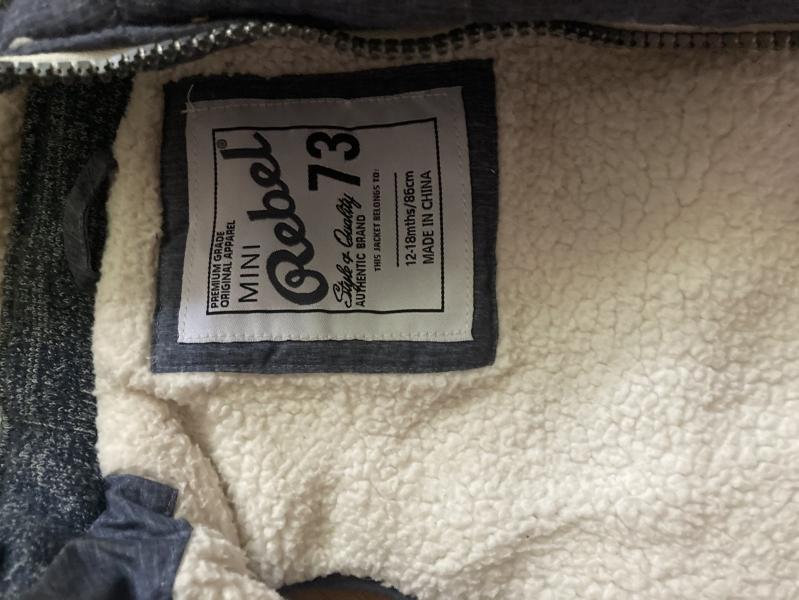 PREMIUM GRADE
ORIGINAL APPAREL
MINI
Rebel®
73
Style & Quality
AUTHENTIC BRAND
THIS JACKET BELONGS TO:
12-18mths/86cm
MADE IN CHINA